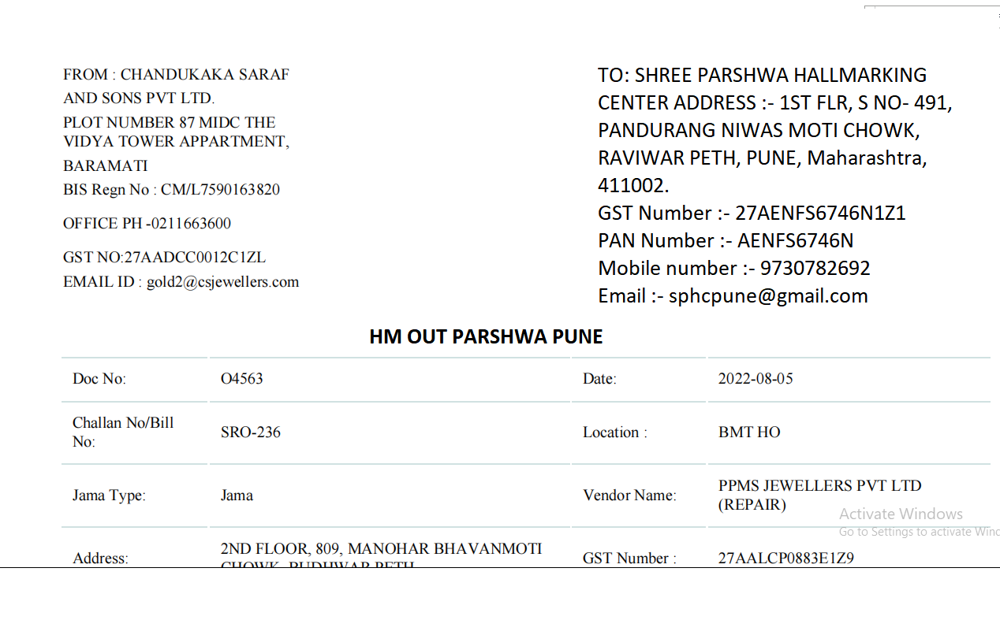 FROM : CHANDUKAKA SARAF
AND SONS PVT LTD.
PLOT NUMBER 87 MIDC THE
VIDYA TOWER APPARTMENT,
BARAMATI
BIS Regn No : CM/L7590163820
OFFICE PH -0211663600
GST NO:27AADCC0012C1ZL
EMAIL ID : gold2@csjewellers.com
TO: SHREE PARSHWA HALLMARKING
CENTER ADDRESS :- 1ST FLR, S NO- 491,
PANDURANG NIWAS MOTI CHOWK,
RAVIWAR PETH, PUNE, Maharashtra,
411002.
GST Number :- 27AENFS6746N1Z1
PAN Number :- AENFS6746N
Mobile number :- 9730782692
Email :- sphcpune@gmail.com
HM OUT PARSHWA PUNE
Doc No: O4563 Date: 2022-08-05
Challan No/Bill
No: SRO-236 Location : BMT HO
Jama Type: Jama Vendor Name: PPMS JEWELLERS PVT LTD
(REPAIR)
Activate Windows
Go to Settings to activate Winc
Address: 2ND FLOOR, 809, MANOHAR BHAVANMOTI
CHOWK, BUDHWAR PETH GST Number : 27AALCP0883E1Z9